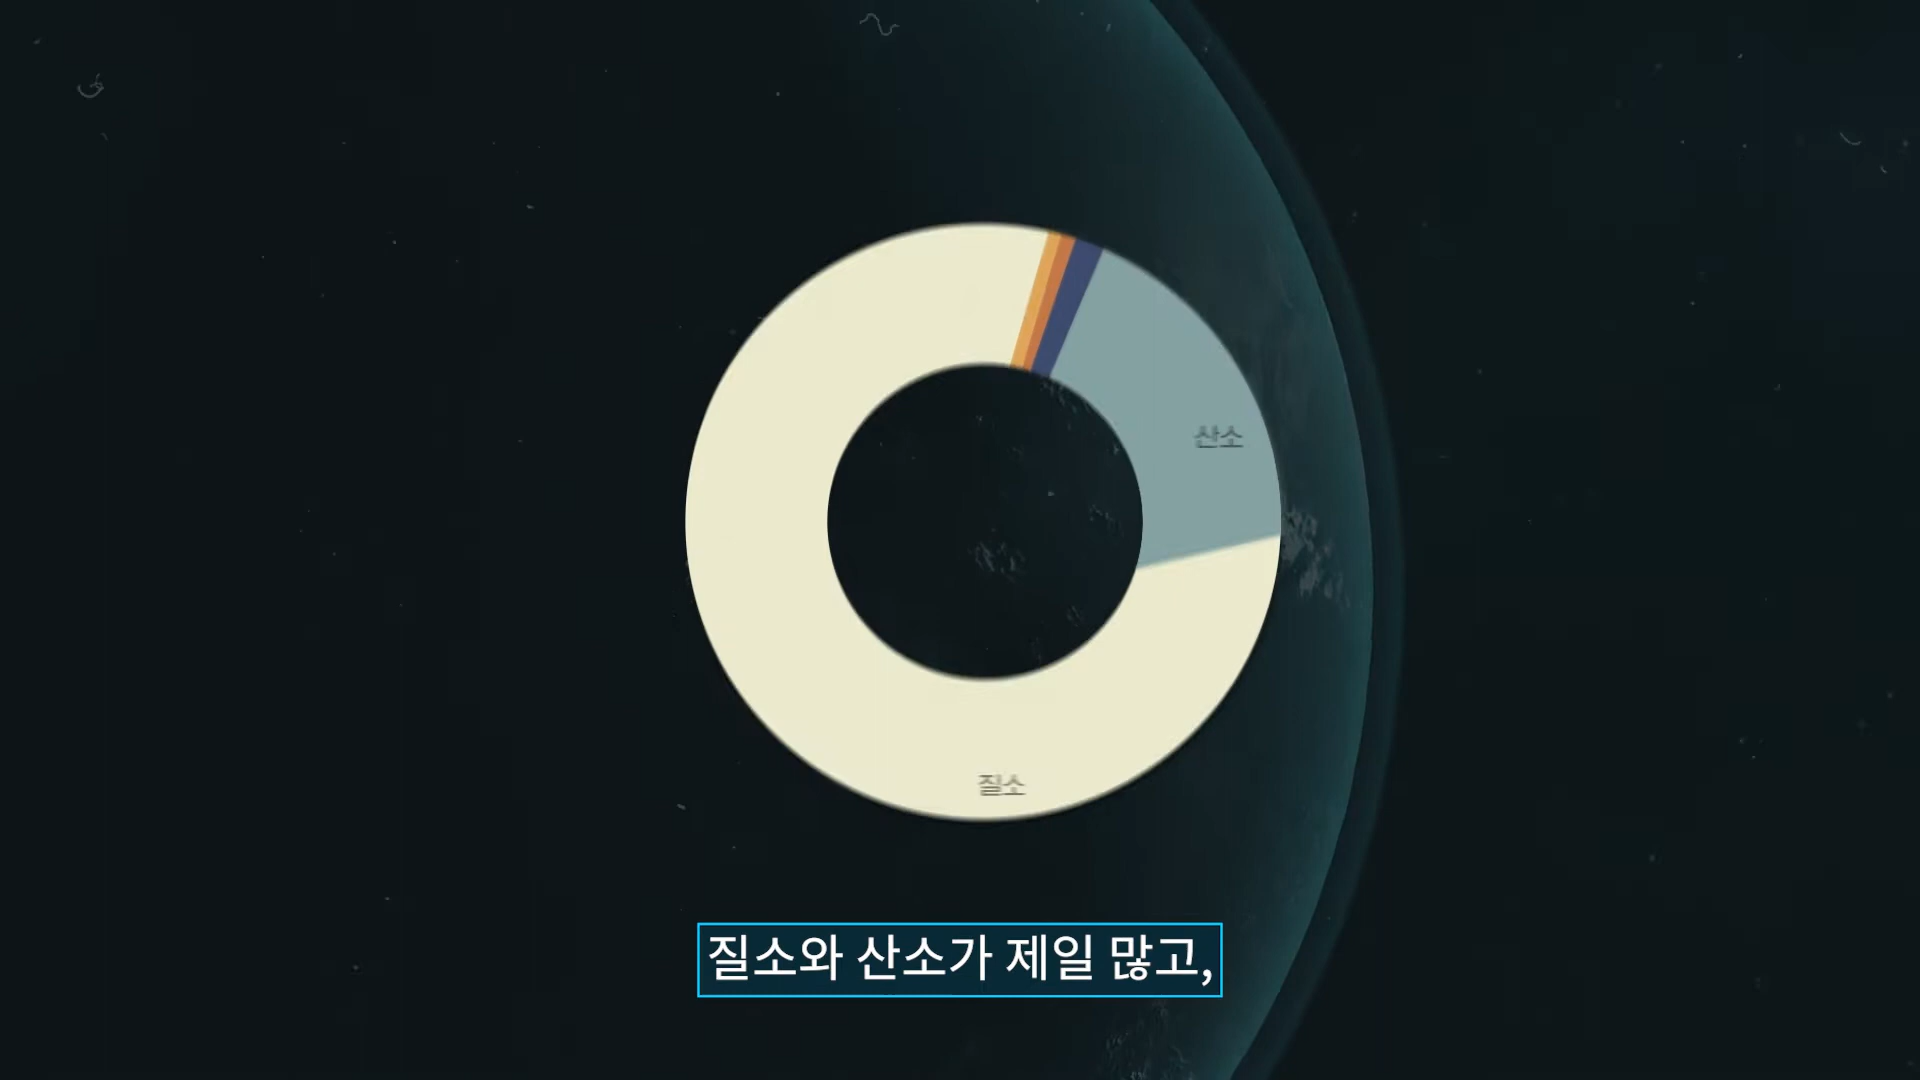 산소
질소
질소와 산소가 제일 많고,